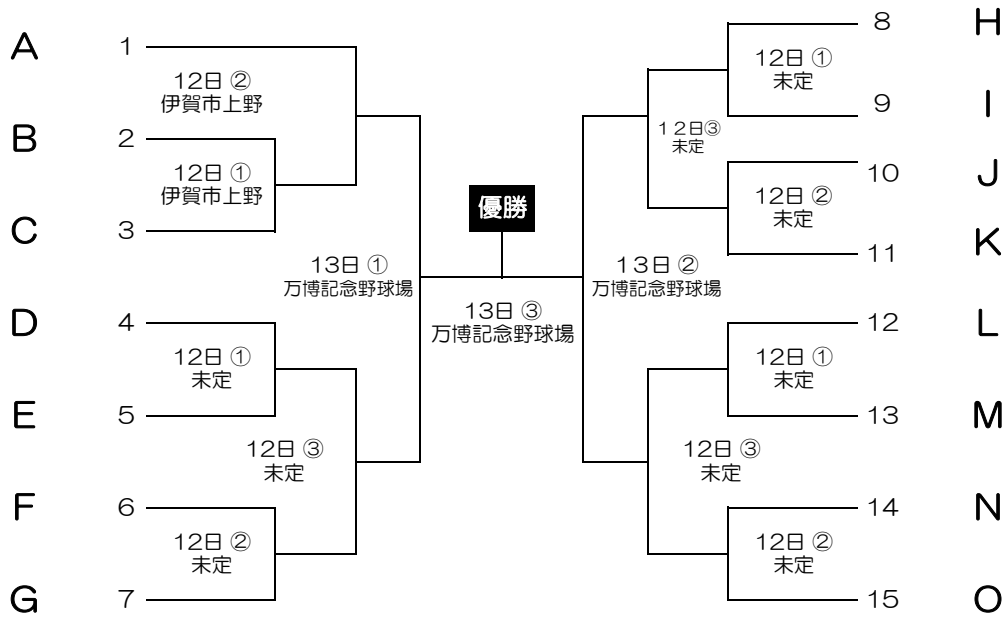 A 1
12日 ②
伊賀市上野
B 2
12日 ①
伊賀市上野
C 3
13日 ①
万博記念野球場
D 4
12日 ①
未定
E 5
12日 ③
未定
F 6
12日 ②
未定
G 7
優勝
13日 ③
万博記念野球場
8 H
12日 ①
未定
9 I
12日③
未定
10 J
12日 ②
未定
11 K
13日 ②
万博記念野球場
12 L
12日 ①
未定
13 M
12日 ③
未定
14 N
12日 ②
未定
15 O